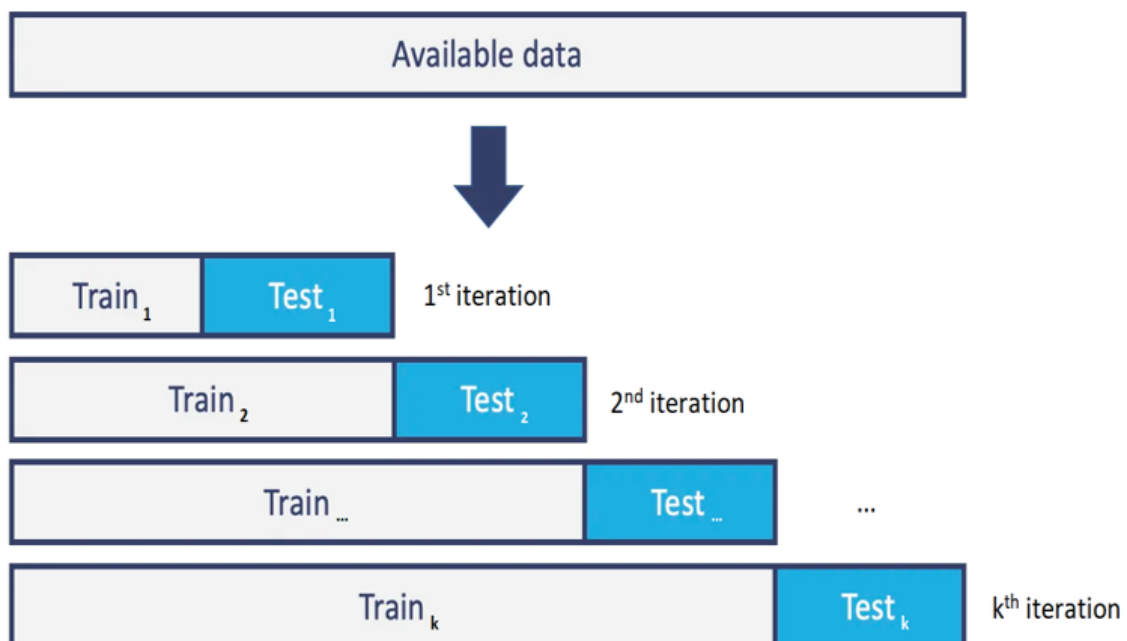 Available data
Train 1 Test 1 1st iteration
Train 2 Test 2 2nd iteration
Train ... Test ... ...
Train k Test k kth iteration